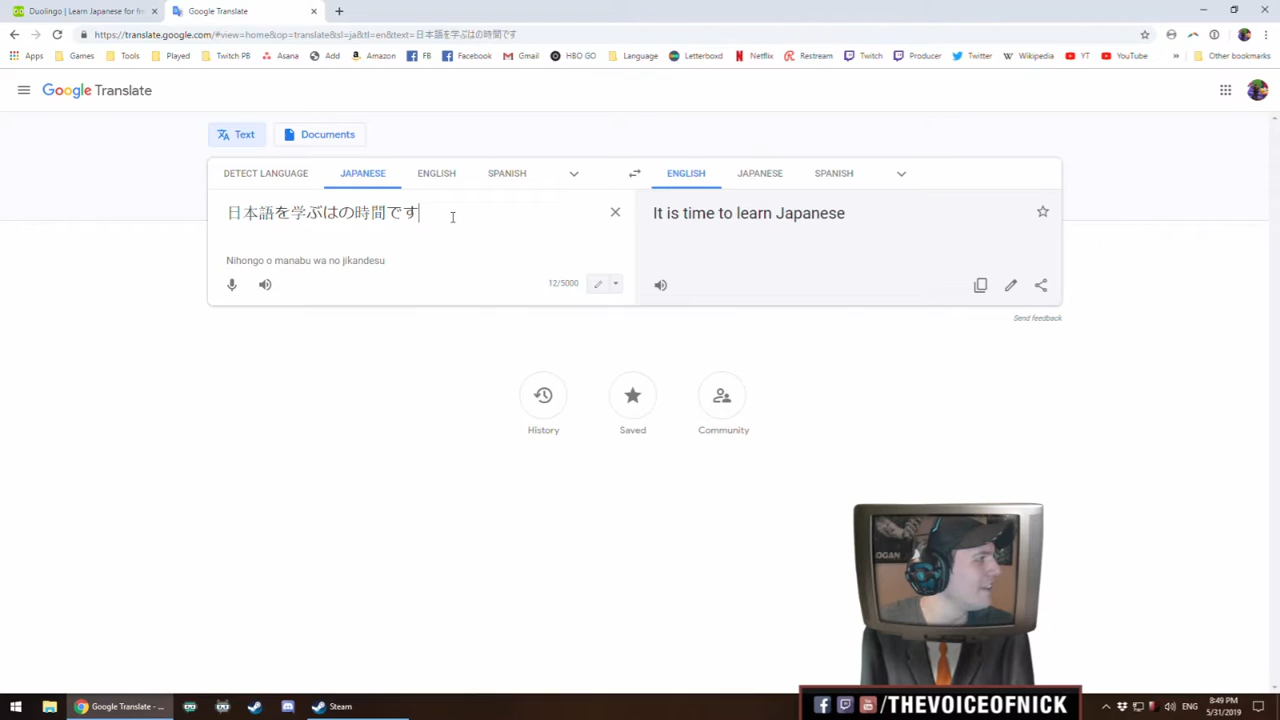 Duolingo | Learn Japanese for fr
Google Translate
https://translate.google.com/#view=home&op=translate&sl=ja&tl=en&text=日本語を学ぶはの時間です
Apps
Games
Tools
Played
Twitch PB
Asana
Add
Amazon
FB
Facebook
Gmail
HBO GO
Language
Letterboxd
Netflix
Restream
Twitch
Producer
Twitter
Wikipedia
YT
YouTube
»
Other bookmarks
Google Translate
Text
Documents
DETECT LANGUAGE
JAPANESE
ENGLISH
SPANISH
ENGLISH
JAPANESE
SPANISH
日本語を学ぶはの時間です
It is time to learn Japanese
Nihongo o manabu wa no jikandesu
12/5000
Send feedback
History
Saved
Community
OGAN
/THEVOICEOFNICK
Google Translate - ...
Steam
ENG
8:49 PM
5/31/2019